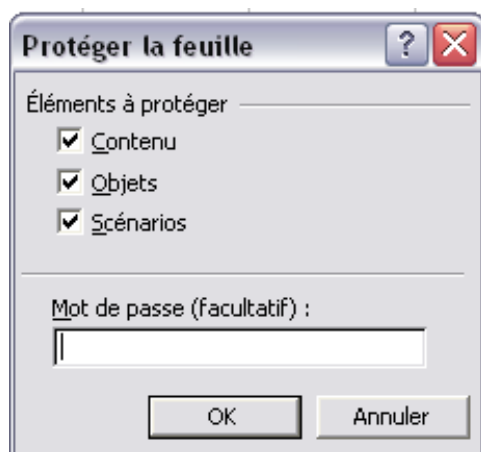 Protéger la feuille
Éléments à protéger
Contenu
Objets
Scénarios
Mot de passe (facultatif) :
OK Annuler